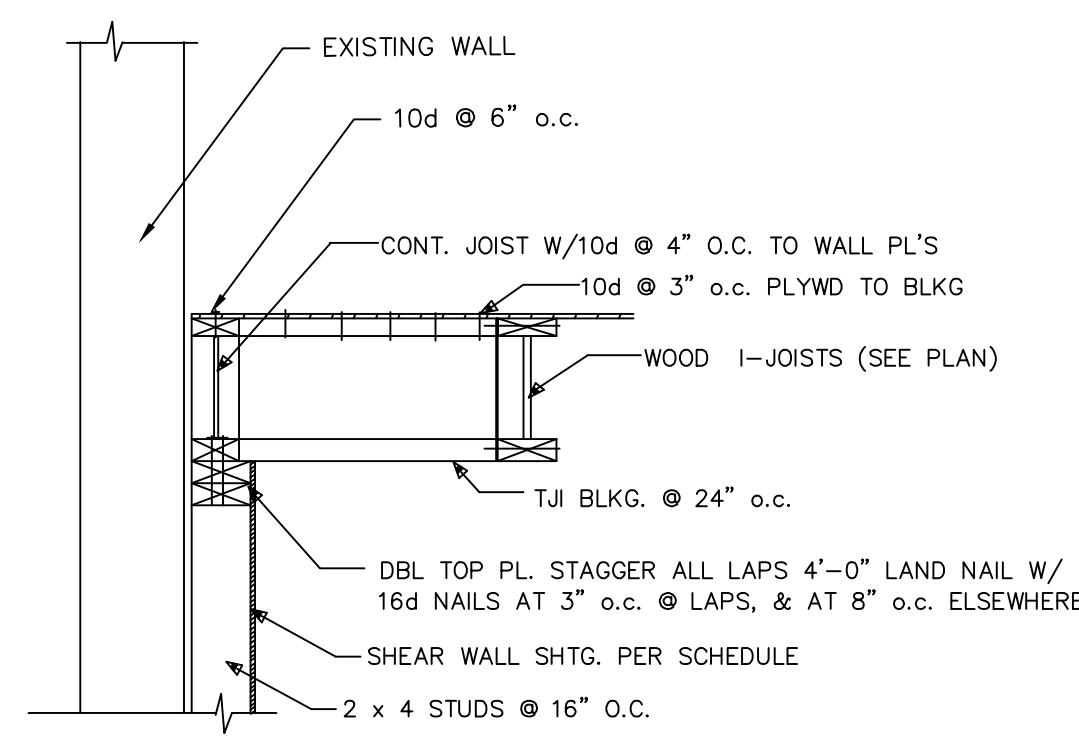 EXISTING WALL
10d @ 6" o.c.
CONT. JOIST W/10d @ 4" O.C. TO WALL PL'S
10d @ 3" o.c. PLYWD TO BLKG
WOOD I-JOISTS (SEE PLAN)
TJI BLKG. @ 24" o.c.
DBL TOP PL. STAGGER ALL LAPS 4'-0" LAND NAIL W/
16d NAILS AT 3" o.c. @ LAPS, & AT 8" o.c. ELSEWHERE
SHEAR WALL SHTG. PER SCHEDULE
2 x 4 STUDS @ 16" O.C.